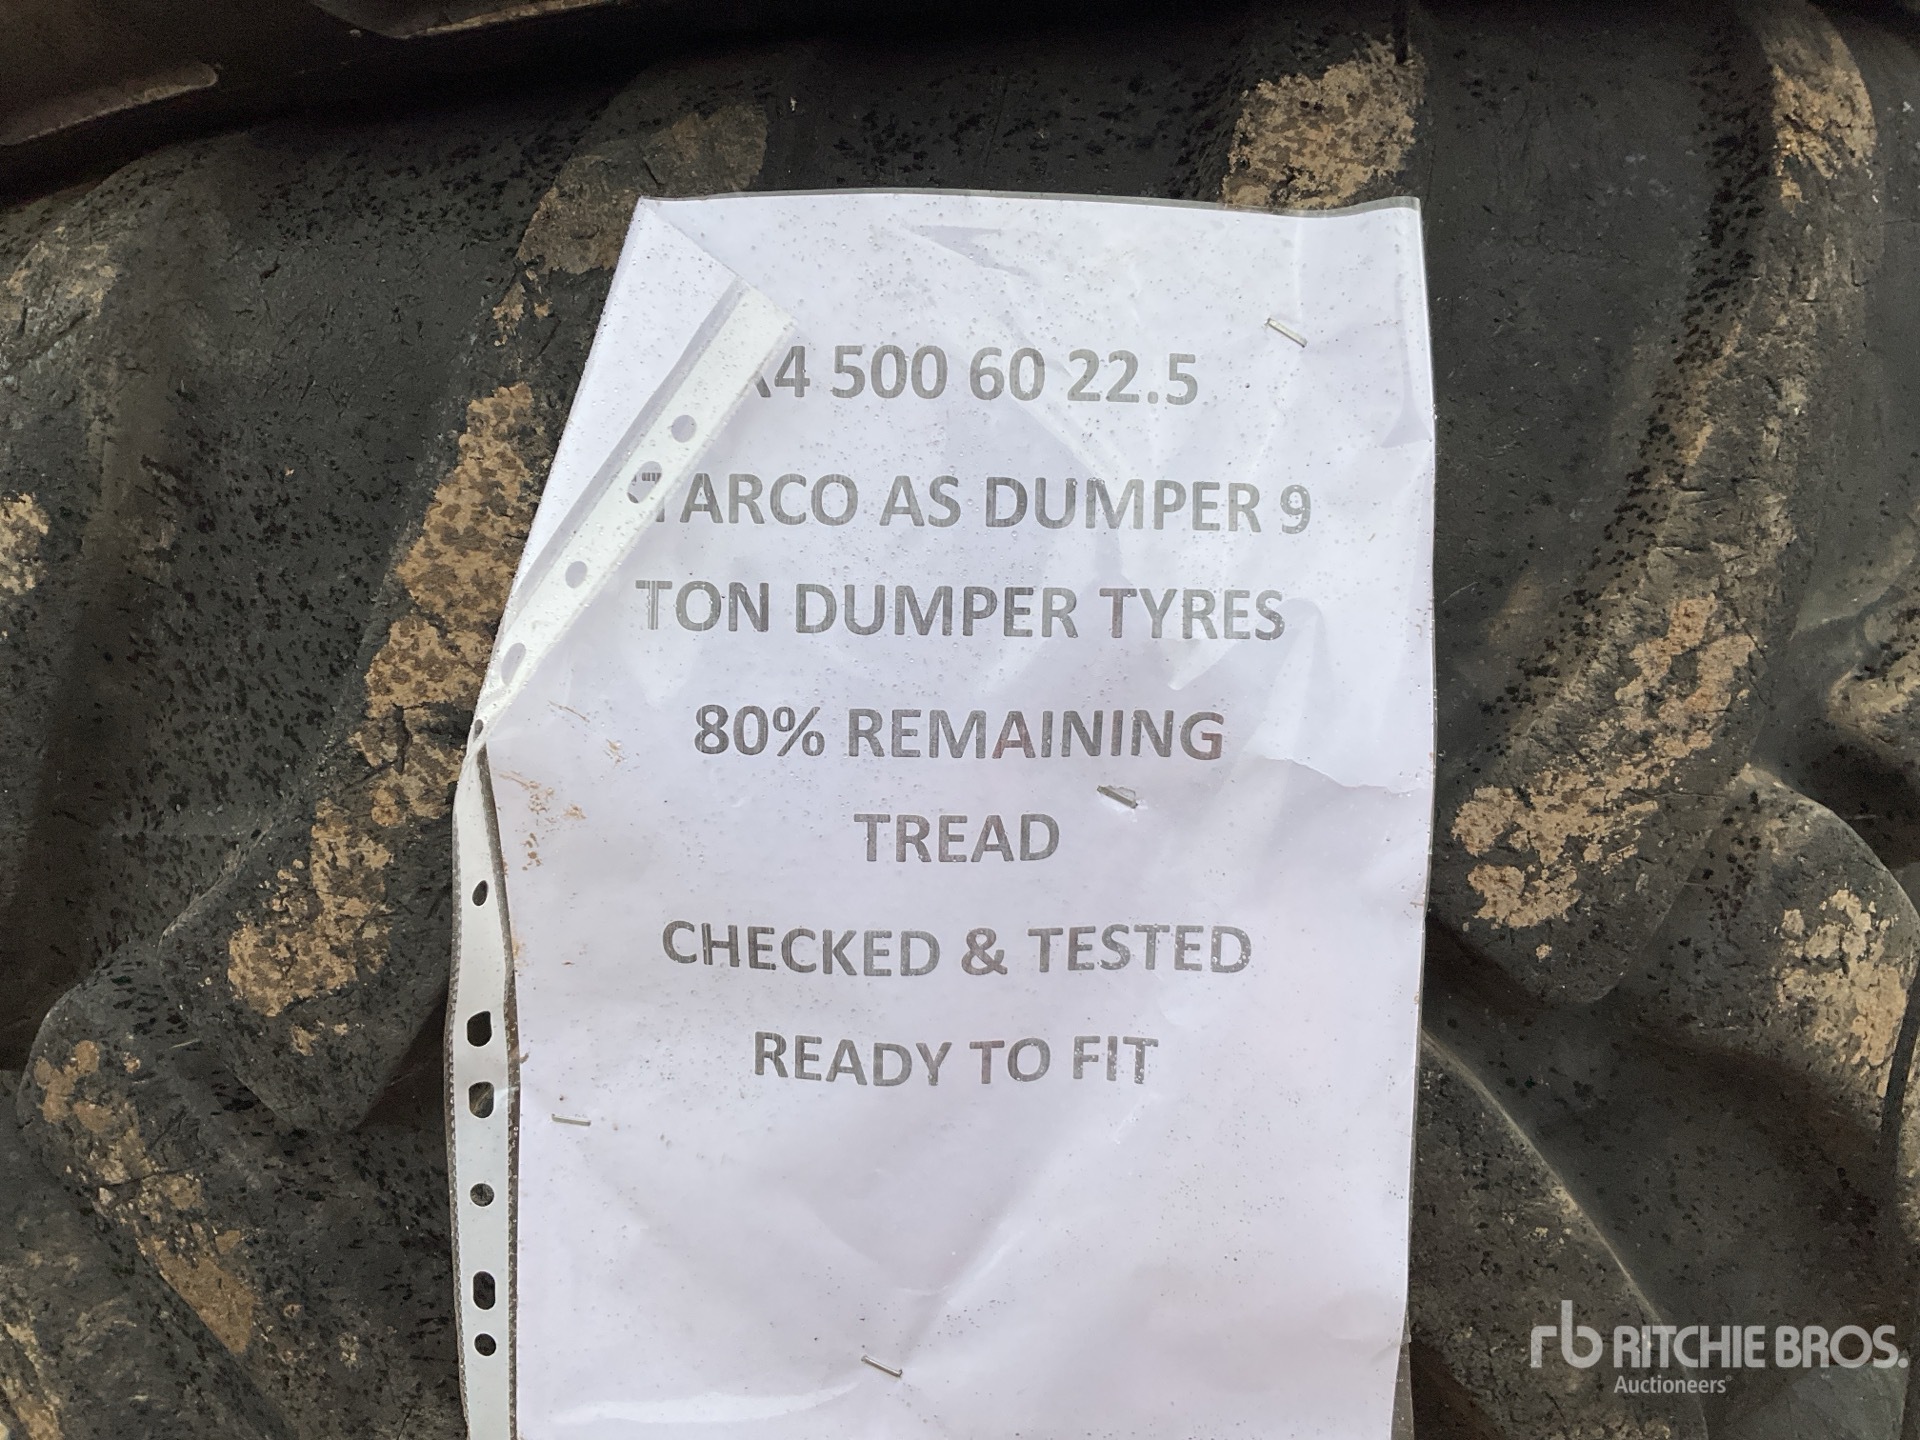 500 60 22.5
AS DUMPER 9
TON DUMPER TYRES
80% REMAINING
TREAD
CHECKED & TESTED
READY TO FIT
rb RITCHIE BROS.
Auctioneers